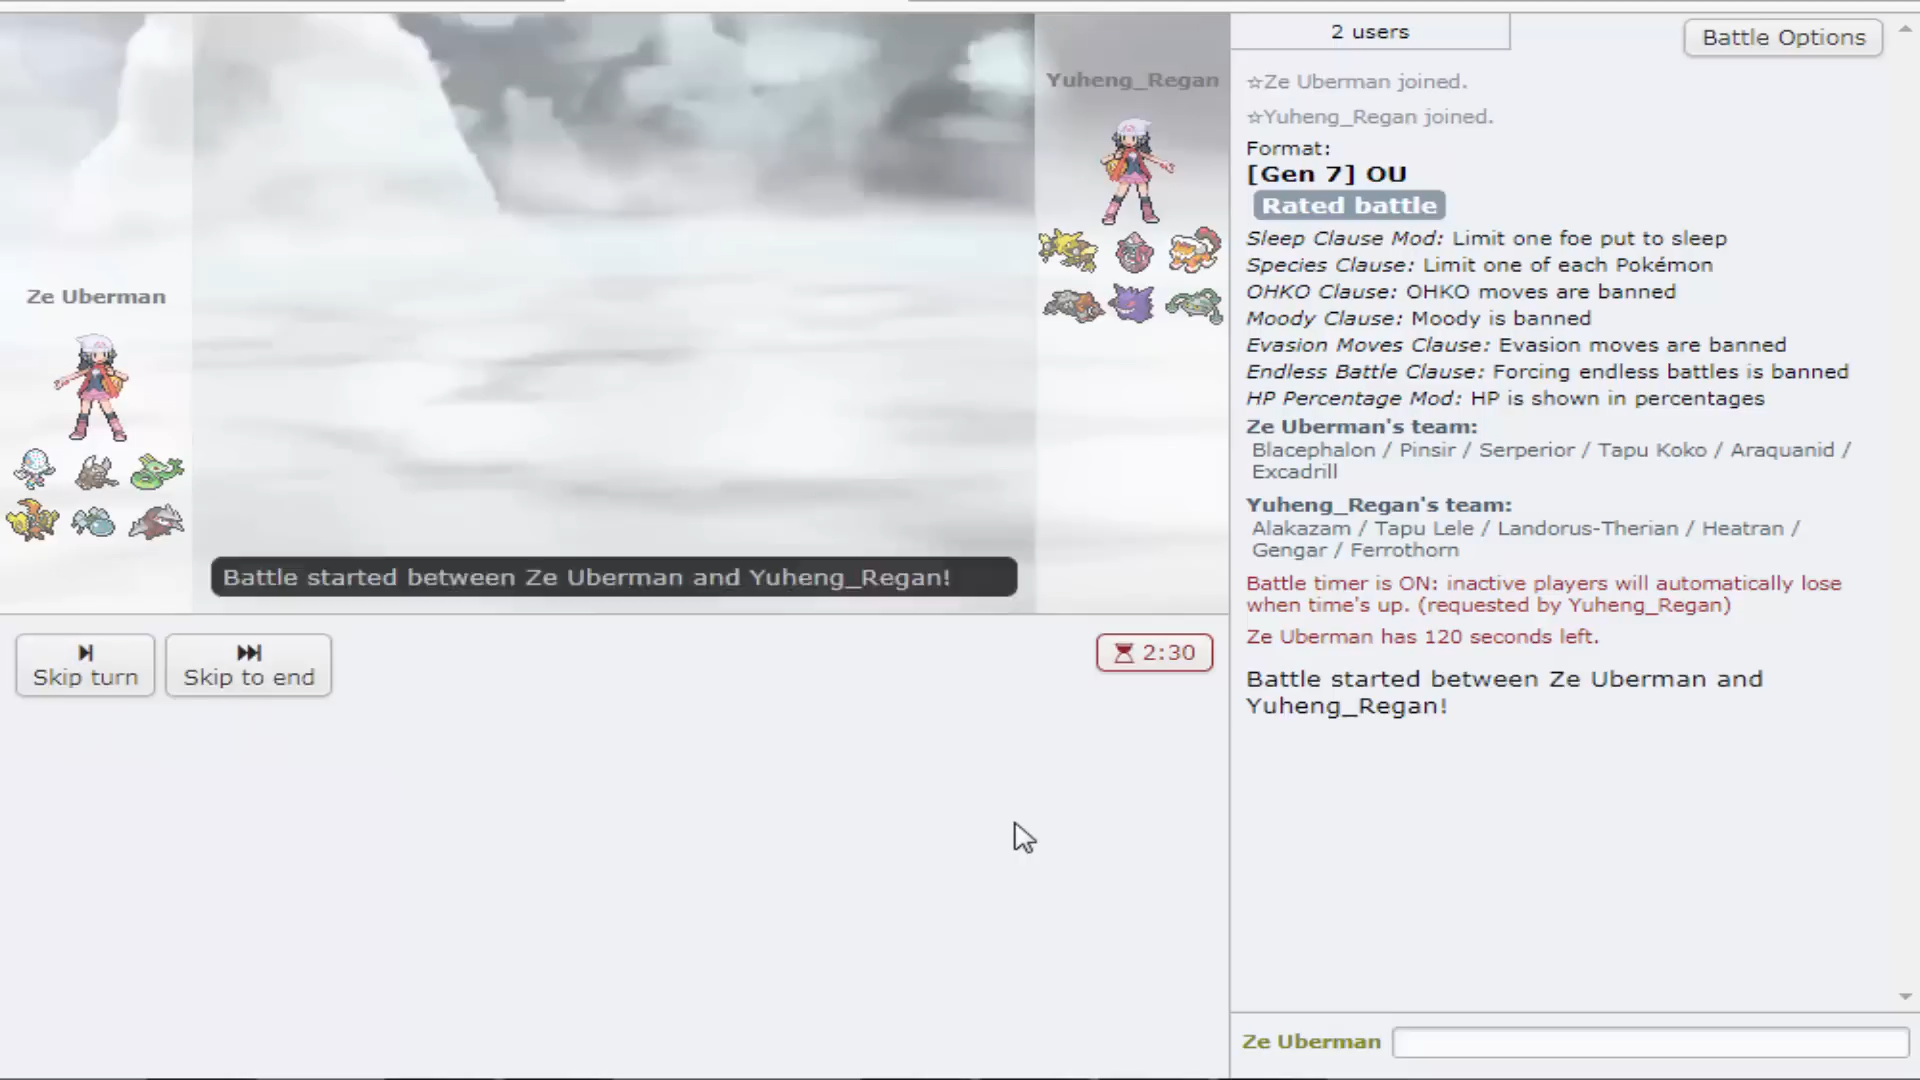 2 users
Battle Options
Yuheng_Regan
☆Ze Uberman joined.
☆Yuheng_Regan joined.
Format:
[Gen 7] OU
Rated battle
Sleep Clause Mod: Limit one foe put to sleep
Species Clause: Limit one of each Pokémon
OHKO Clause: OHKO moves are banned
Moody Clause: Moody is banned
Evasion Moves Clause: Evasion moves are banned
Endless Battle Clause: Forcing endless battles is banned
HP Percentage Mod: HP is shown in percentages
Ze Uberman's team:
Blacephalon / Pinsir / Serperior / Tapu Koko / Araquanid /
Excadrill
Yuheng_Regan's team:
Alakazam / Tapu Lele / Landorus-Therian / Heatran /
Gengar / Ferrothorn
Battle timer is ON: inactive players will automatically lose
when time's up. (requested by Yuheng_Regan)
Ze Uberman has 120 seconds left.
Battle started between Ze Uberman and
Yuheng_Regan!
Ze Uberman
Battle started between Ze Uberman and Yuheng_Regan!
Skip turn
Skip to end
2:30
Ze Uberman